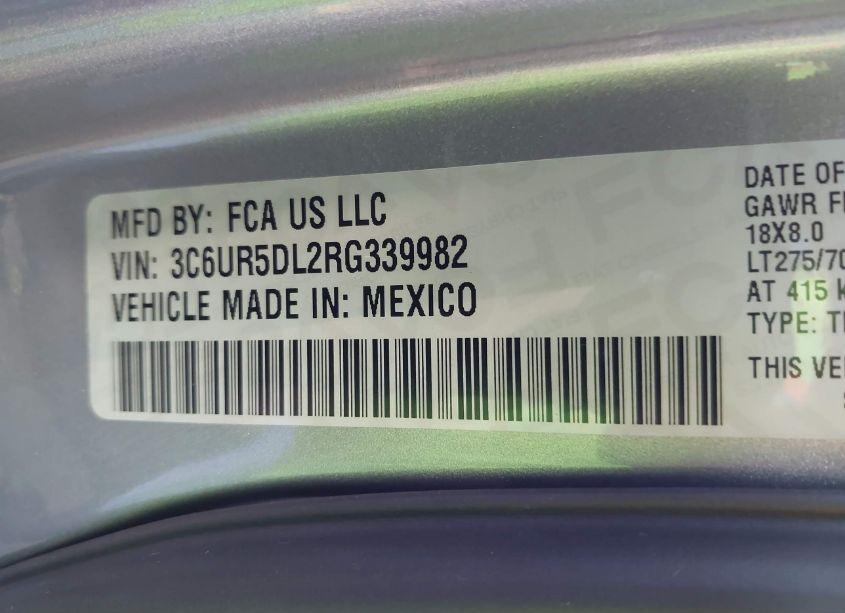 MFD BY: FCA US LLC
VIN: 3C6UR5DL2RG339982
VEHICLE MADE IN: MEXICO
DATE OF
GAWR
18X8.0
LT275/70
AT 415
TYPE:
THIS